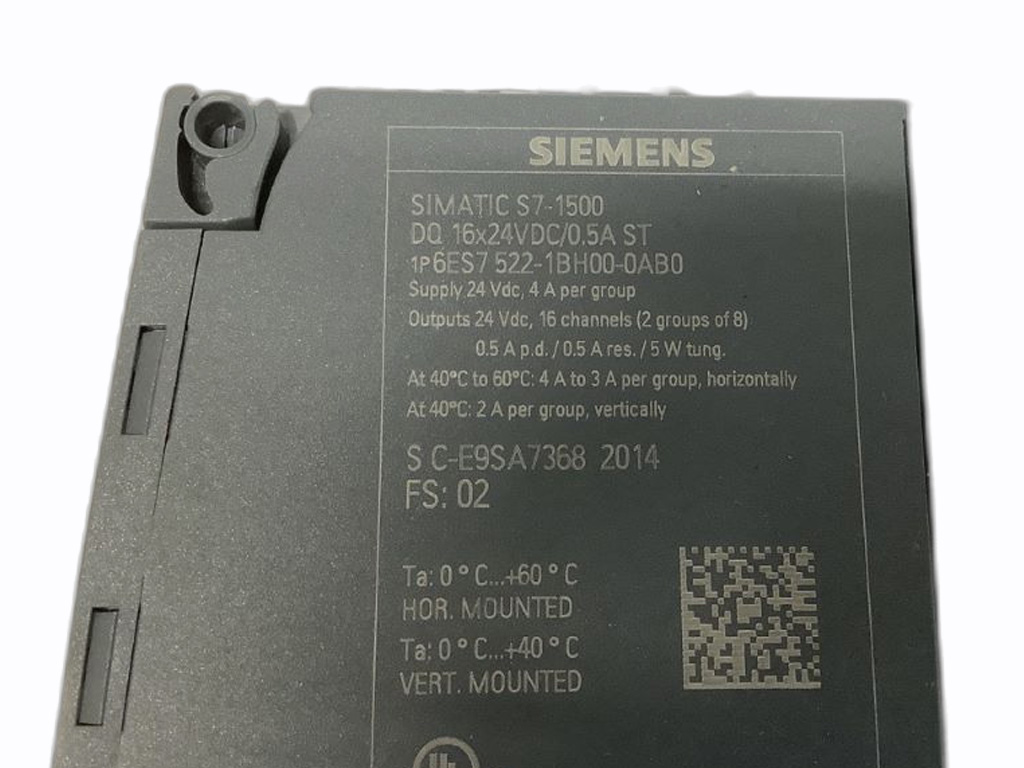 SIEMENS
SIMATIC S7-1500
DQ 16x24VDC/0.5A ST
1P 6ES7 522-1BH00-0AB0
Supply 24 Vdc, 4 A per group
Outputs 24 Vdc, 16 channels (2 groups of 8)
0.5 A p.d. / 0.5 A res. / 5 W tung.
At 40°C to 60°C: 4 A to 3 A per group, horizontally
At 40°C: 2 A per group, vertically
S C-E9SA7368 2014
FS: 02
Ta: 0 ° C...+60 ° C
HOR. MOUNTED
Ta: 0 ° C...+40 ° C
VERT. MOUNTED